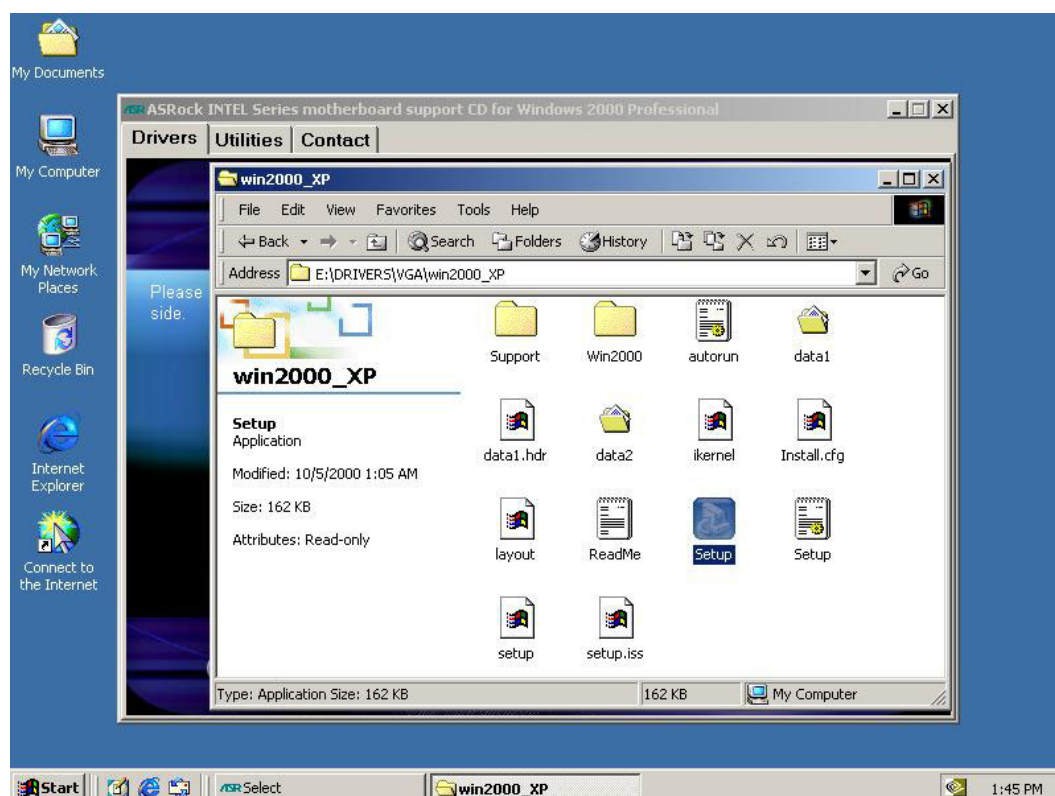 My Documents
My Computer
My Network
Places
Recycle Bin
Internet
Explorer
Connect to
the Internet
ASRock INTEL Series motherboard support CD for Windows 2000 Professional
Drivers Utilities Contact
Please
side.
win2000_XP
File Edit View Favorites Tools Help
Back Search Folders History
Address E:\DRIVERS\VGA\win2000_XP Go
win2000_XP
Setup
Application
Modified: 10/5/2000 1:05 AM
Size: 162 KB
Attributes: Read-only
Support Win2000 autorun data1
data1.hdr data2 ikernel Install.cfg
layout ReadMe Setup Setup
setup setup.iss
Type: Application Size: 162 KB 162 KB My Computer
Start Select win2000_XP 1:45 PM